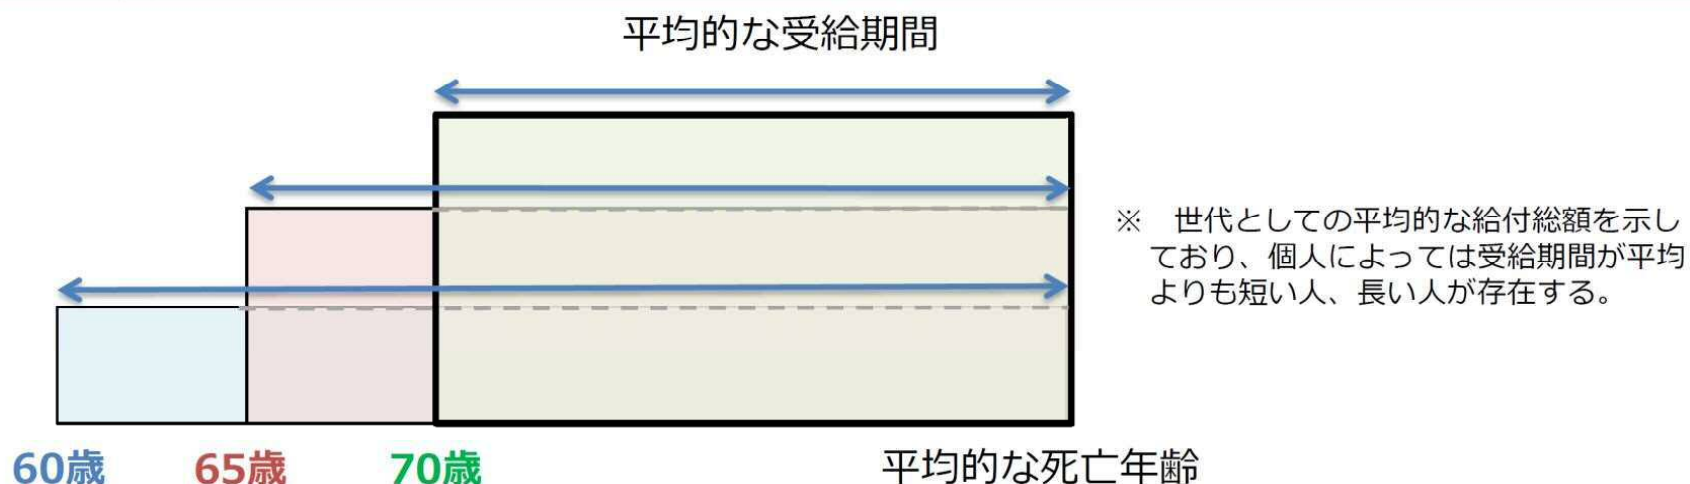 平均的な受給期間
※　世代としての平均的な給付総額を示し
ており、個人によっては受給期間が平均
よりも短い人、長い人が存在する。
60歳
65歳
70歳
平均的な死亡年齢